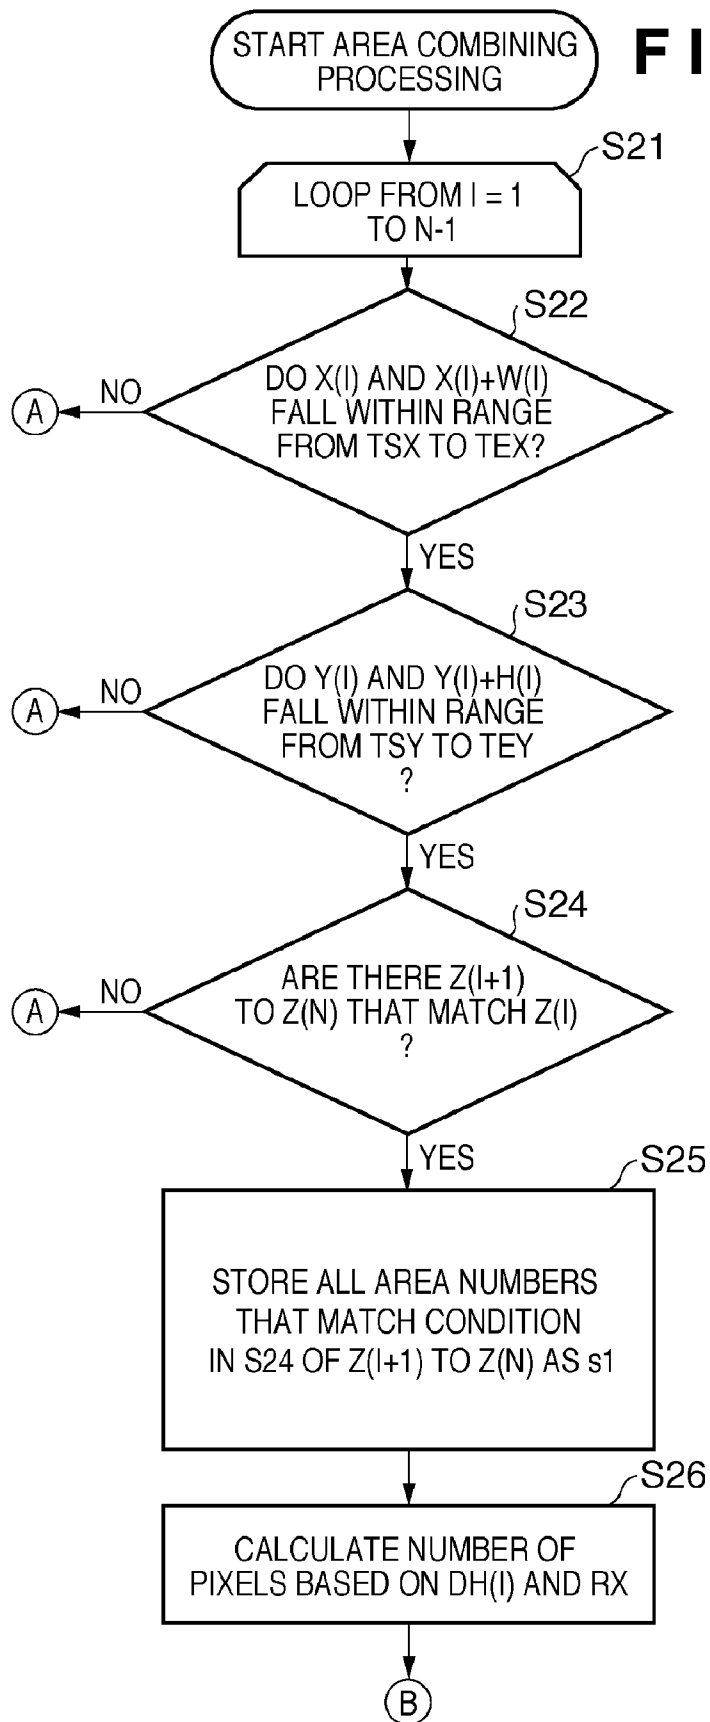 START AREA COMBINING
PROCESSING
FI
S21
LOOP FROM I = 1
TO N-1
S22
DO X(I) AND X(I)+W(I)
FALL WITHIN RANGE
FROM TSX TO TEX?
NO
A
YES
S23
DO Y(I) AND Y(I)+H(I)
FALL WITHIN RANGE
FROM TSY TO TEY
?
NO
A
YES
S24
ARE THERE Z(I+1)
TO Z(N) THAT MATCH Z(I)
?
NO
A
YES
S25
STORE ALL AREA NUMBERS
THAT MATCH CONDITION
IN S24 OF Z(I+1) TO Z(N) AS s1
S26
CALCULATE NUMBER OF
PIXELS BASED ON DH(I) AND RX
B